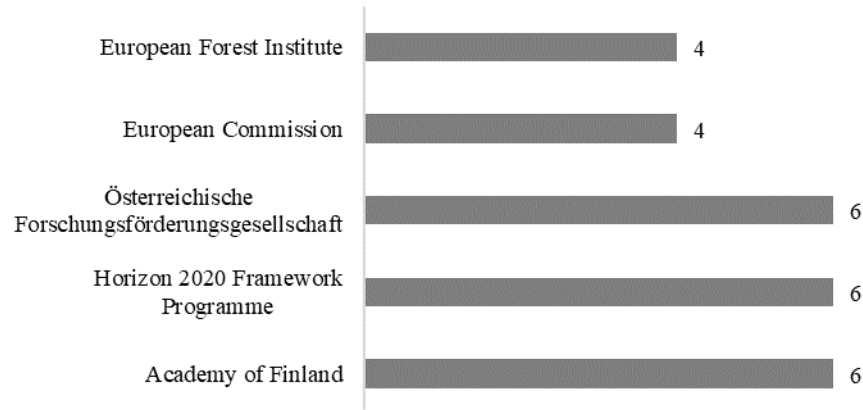 European Forest Institute 4
European Commission 4
Österreichische
Forschungsförderungsgesellschaft 6
Horizon 2020 Framework
Programme 6
Academy of Finland 6